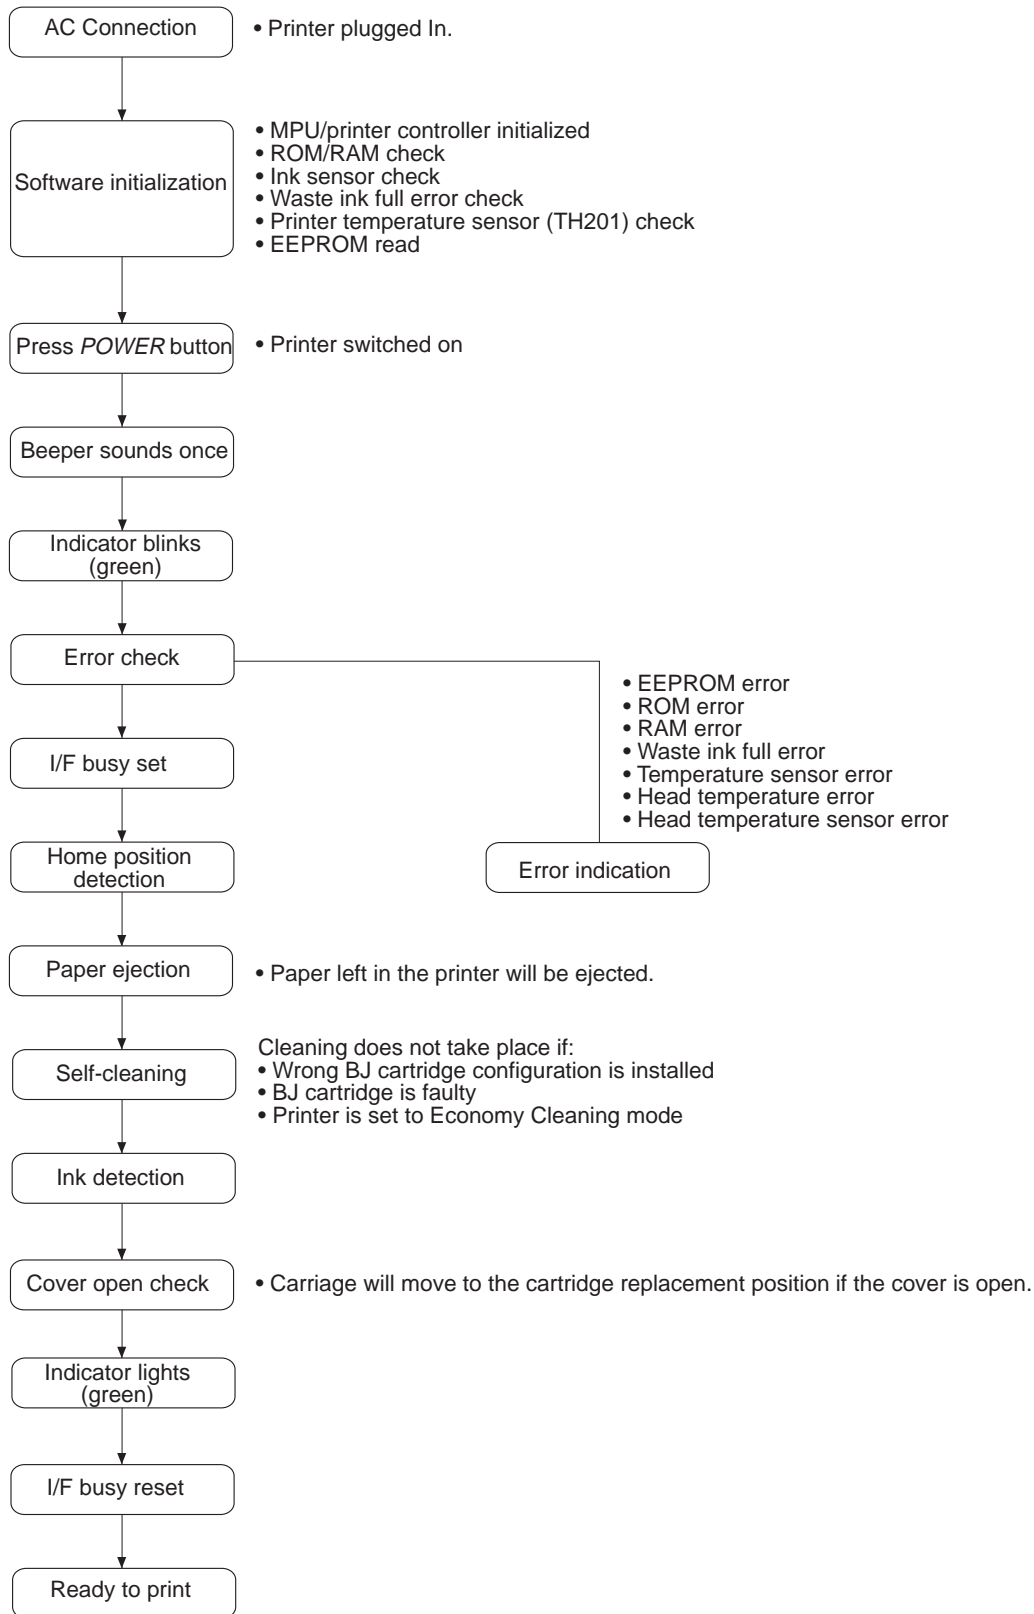 AC Connection
• Printer plugged In.
Software initialization
• MPU/printer controller initialized
• ROM/RAM check
• Ink sensor check
• Waste ink full error check
• Printer temperature sensor (TH201) check
• EEPROM read
Press POWER button
• Printer switched on
Beeper sounds once
Indicator blinks
(green)
Error check
• EEPROM error
• ROM error
• RAM error
• Waste ink full error
• Temperature sensor error
• Head temperature error
• Head temperature sensor error
Error indication
I/F busy set
Home position
detection
Paper ejection
• Paper left in the printer will be ejected.
Self-cleaning
Cleaning does not take place if:
• Wrong BJ cartridge configuration is installed
• BJ cartridge is faulty
• Printer is set to Economy Cleaning mode
Ink detection
Cover open check
• Carriage will move to the cartridge replacement position if the cover is open.
Indicator lights
(green)
I/F busy reset
Ready to print